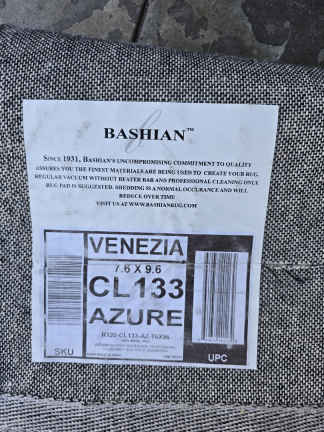 BASHIAN™
SINCE 1931, BASHIAN'S UNCOMPROMISING COMMITMENT TO QUALITY
ASSURES YOU THE FINEST MATERIALS ARE BEING USED TO CREATE YOUR RUG.
REGULAR VACUUM WITHOUT BEATER BAR AND PROFESSIONAL CLEANING ONLY
RUG PAD IS SUGGESTED. SHEDDING IS A NORMAL OCCURANCE AND WILL
REDUCE OVER TIME
VISIT US AT WWW.BASHIANRUG.COM
VENEZIA
7.6 X 9.6
CL133
AZURE
SKU
UPC